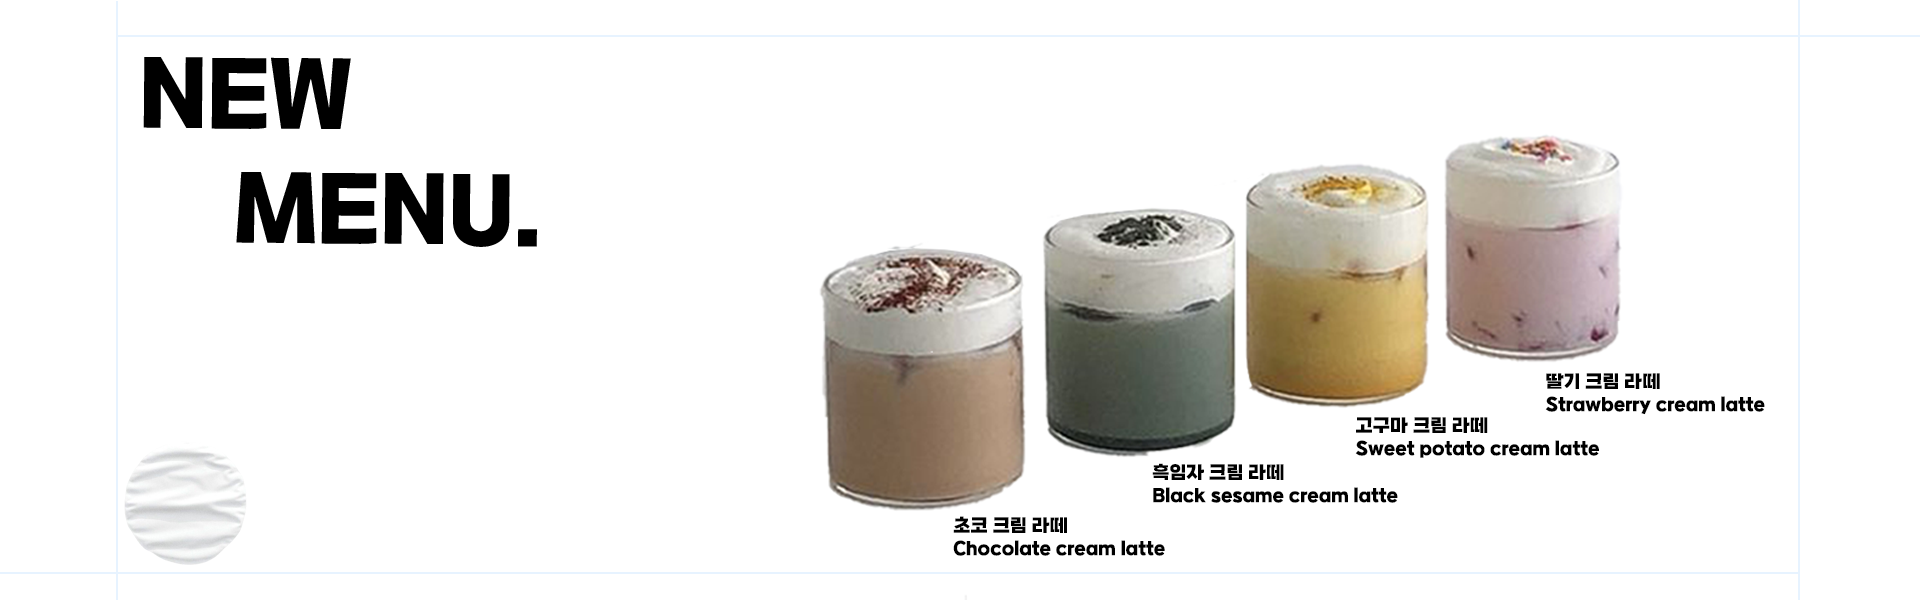 NEW
MENU.
딸기 크림 라떼
Strawberry cream latte
고구마 크림 라떼
Sweet potato cream latte
흑임자 크림 라떼
Black sesame cream latte
초코 크림 라떼
Chocolate cream latte